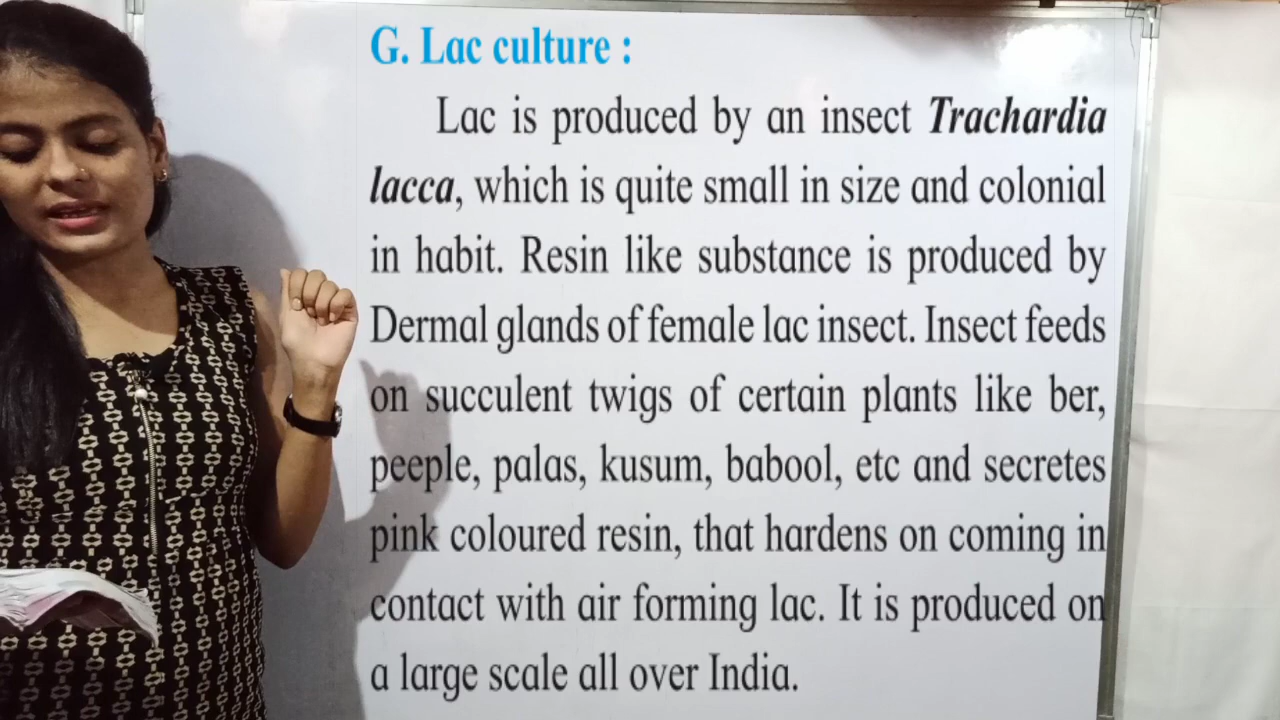 G. Lac culture :
Lac is produced by an insect Trachardia
lacca, which is quite small in size and colonial
in habit. Resin like substance is produced by
Dermal glands of female lac insect. Insect feeds
on succulent twigs of certain plants like ber,
peeple, palas, kusum, babool, etc and secretes
pink coloured resin, that hardens on coming in
contact with air forming lac. It is produced on
a large scale all over India.